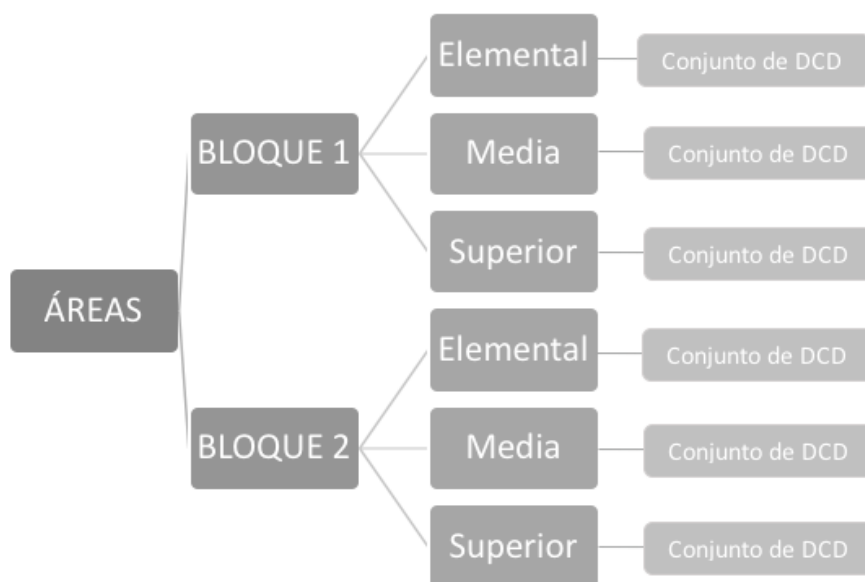 ÁREAS
BLOQUE 1
Elemental
Conjunto de DCD
Media
Conjunto de DCD
Superior
Conjunto de DCD
BLOQUE 2
Elemental
Conjunto de DCD
Media
Conjunto de DCD
Superior
Conjunto de DCD